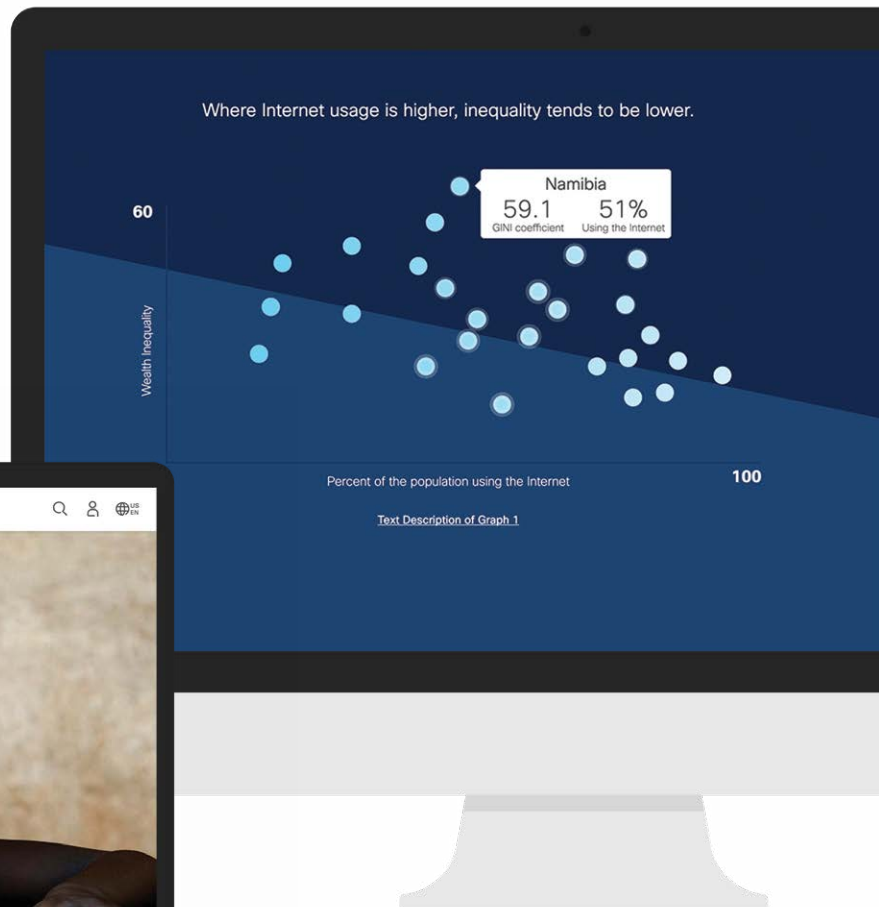 Where Internet usage is higher, inequality tends to be lower.
Namibia
59.1 51%
GINI coefficient Using the Internet
60
Wealth Inequality
Percent of the population using the Internet
100
Text Description of Graph 1
US
EN